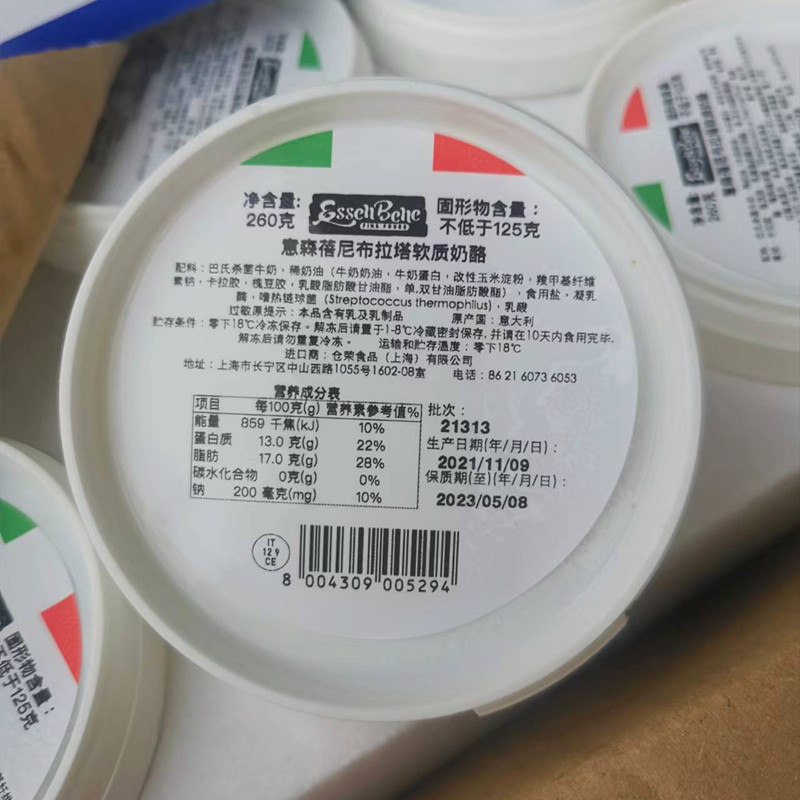 净含量:
260克
Essen Bene
FINE FOODS
固形物含量：
不低于125克
意森蓓尼布拉塔软质奶酪
配料：巴氏杀菌牛奶，稀奶油（牛奶奶油，牛奶蛋白，改性玉米淀粉，羧甲基纤维
素钠，卡拉胶，槐豆胶，乳酸脂肪酸甘油酯，单,双甘油脂肪酸酯），食用盐，凝乳
酶，嗜热链球菌（Streptococcus thermophilus），乳酸
过敏原提示：本品含有乳及乳制品 原产国：意大利
贮存条件：零下18℃冷冻保存。解冻后请置于1-8℃冷藏密封保存,并请在10天内食用完毕,
解冻后请勿重复冷冻。 运输和贮存温度：零下18℃
进口商：仓荣食品（上海）有限公司
地址：上海市长宁区中山西路1055号1602-08室 电话：86 21 6073 6053
营养成分表
项目 每100克(g) 营养素参考值%
能量 859 千焦(kJ) 10%
蛋白质 13.0 克(g) 22%
脂肪 17.0 克(g) 28%
碳水化合物 0克(g) 0%
钠 200 毫克(mg) 10%
批次：
21313
生产日期(年/月/日)：
2021/11/09
保质期(至)(年/月/日)：
2023/05/08
IT
12 9
CE
8 004309 005294
固形物含量：
不低于125克